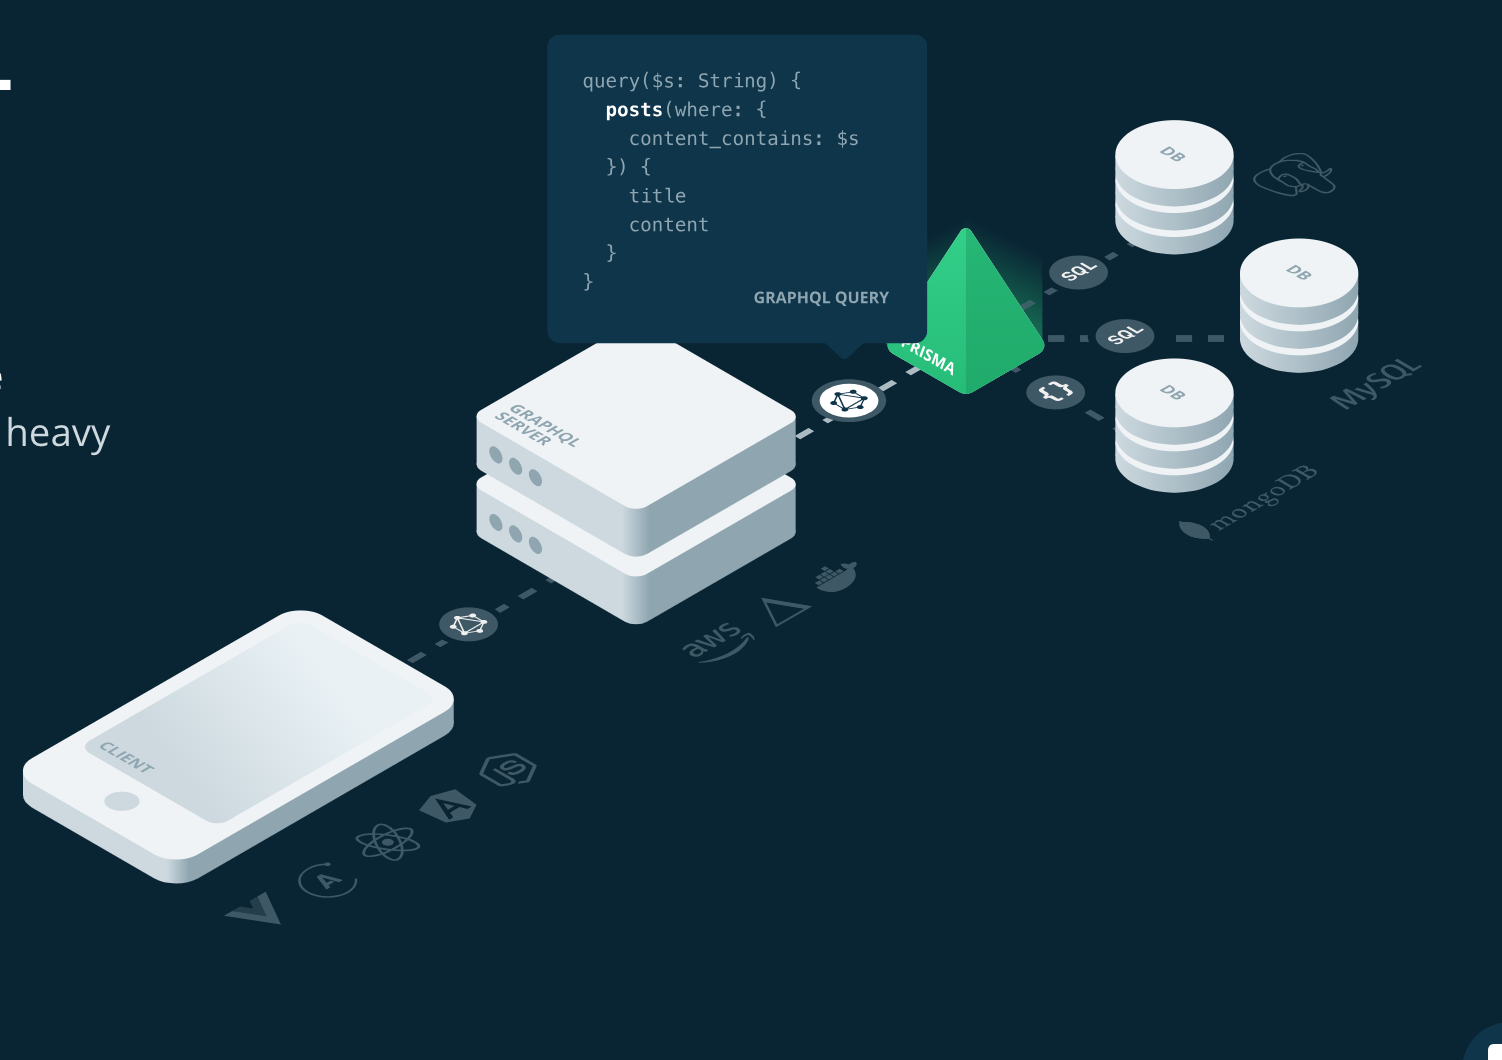 query($s: String) {
posts(where: {
content_contains: $s
}) {
title
content
}
}
GRAPHQL QUERY
heavy
DB
SQL
DB
SQL
PRISMA
DB
MySQL
mongoDB
GRAPHQL
SERVER
{}
aws
CLIENT
JS
A
A